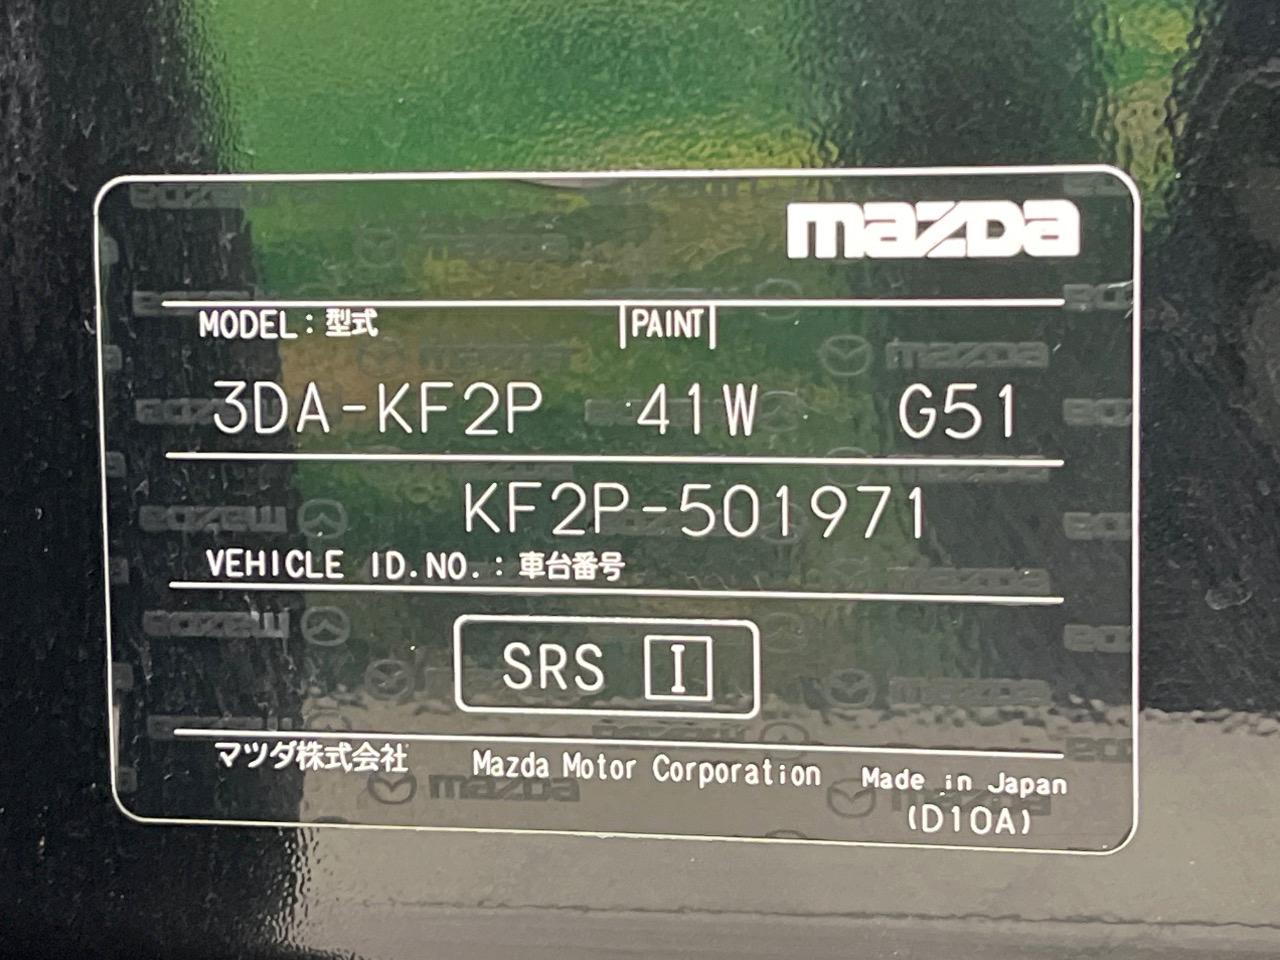 mazda
MODEL : 型式 PAINT
3DA-KF2P 41W G51
KF2P-501971
VEHICLE ID.NO. : 車台番号
SRS I
マツダ株式会社 Mazda Motor Corporation Made in Japan
(D10A)